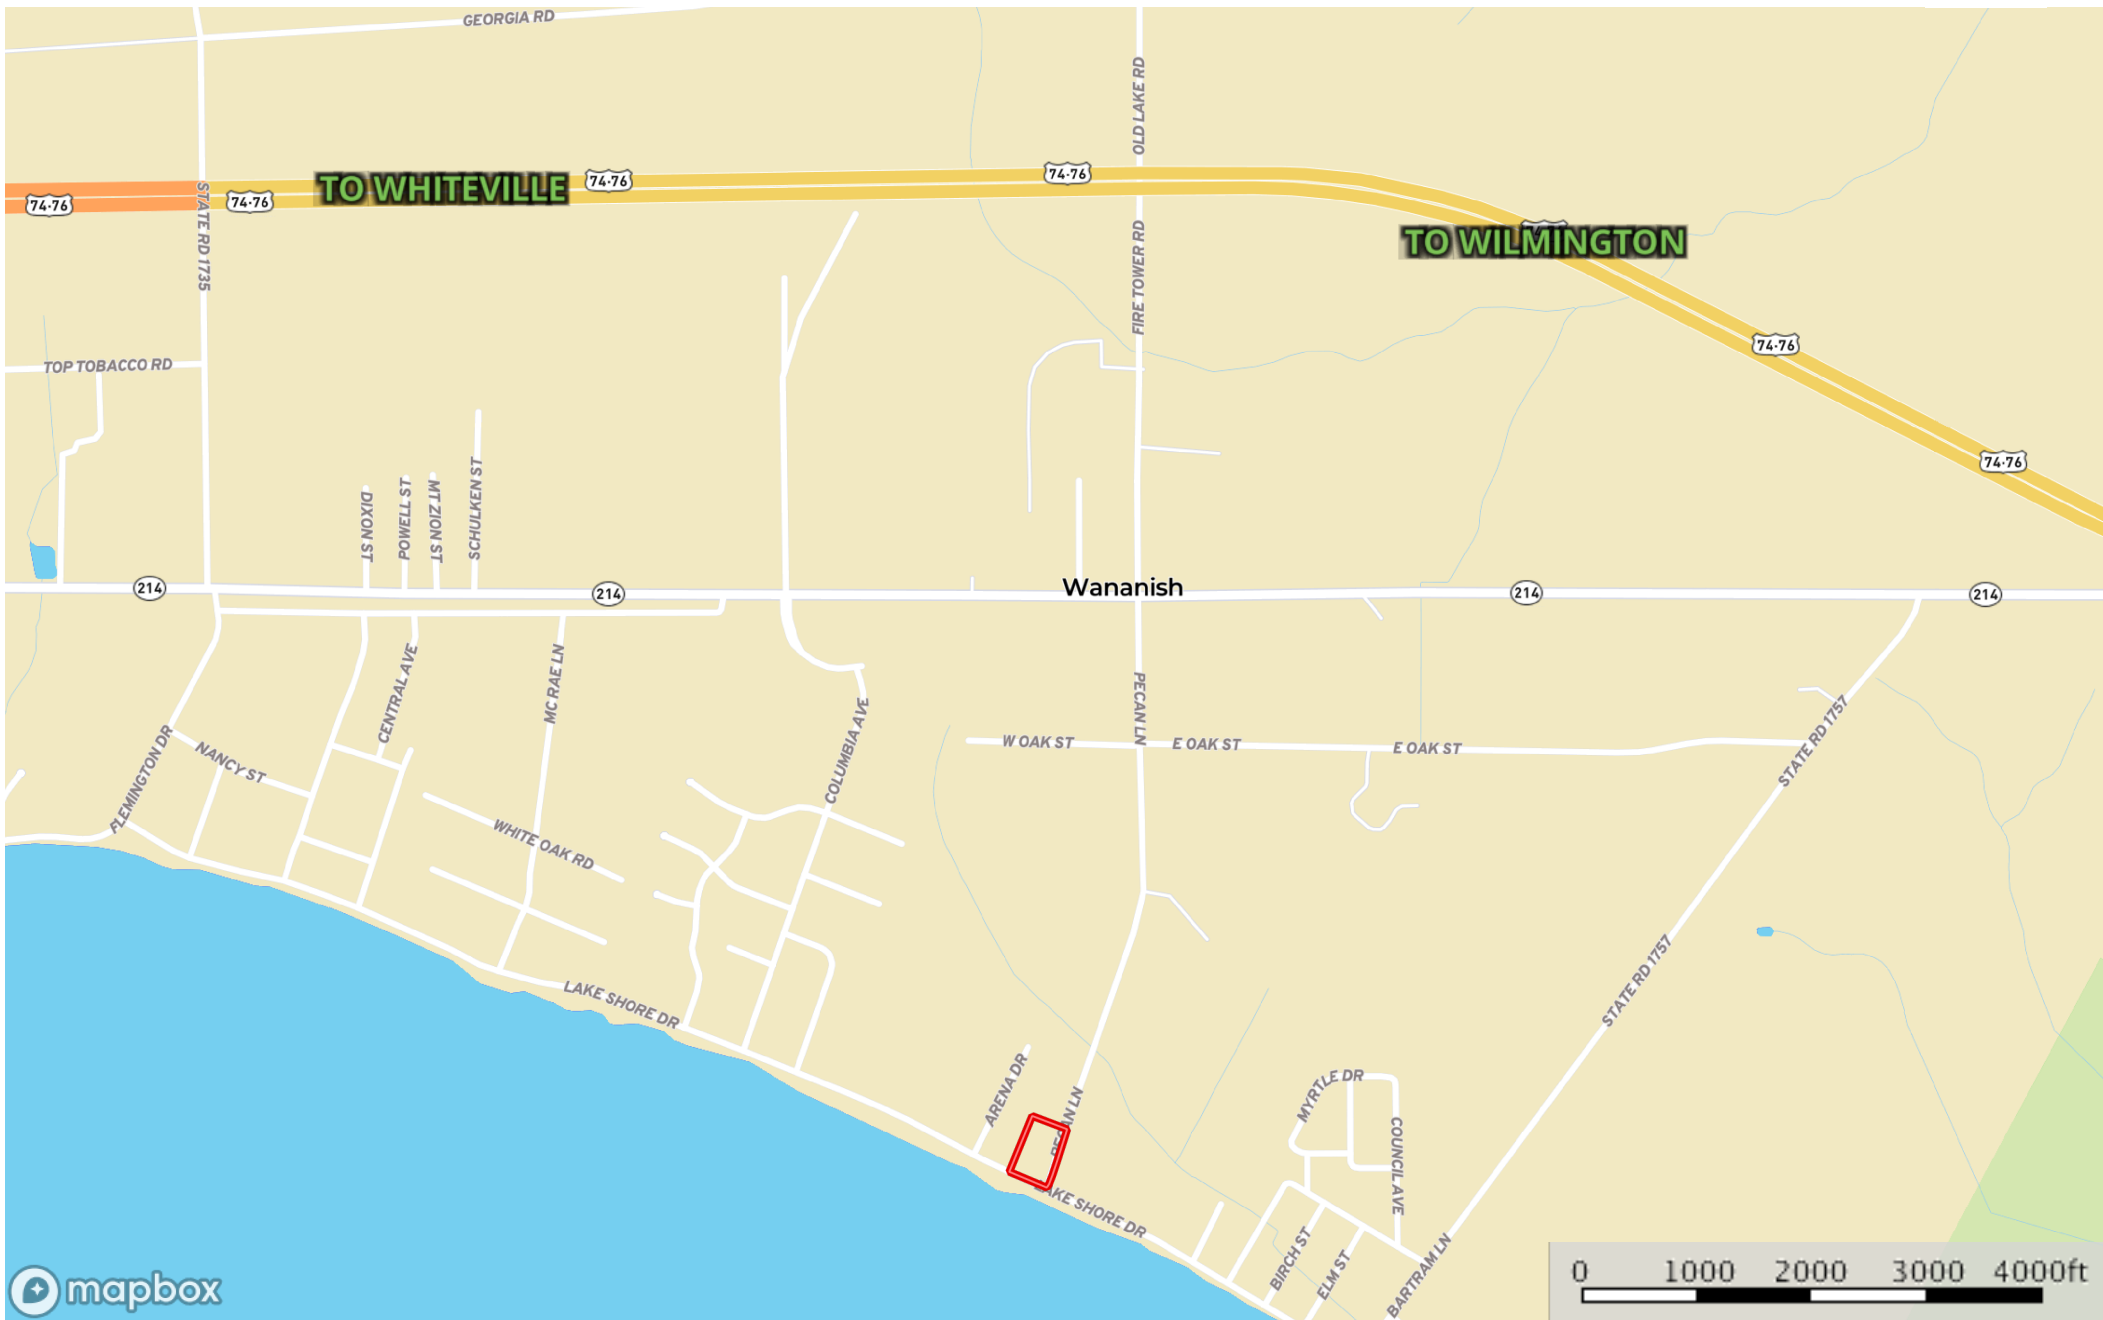 GEORGIA RD
OLD LAKE RD
74-76
74-76
TO WHITEVILLE
74-76
74-76
STATE RD 1735
FIRE TOWER RD
TO WILMINGTON
74-76
74-76
TOP TOBACCO RD
DIXON ST
POWELL ST
MT ZION ST
SCHULKEN ST
214
214
Wananish
214
214
FLEMINGTON DR
NANCY ST
CENTRAL AVE
MC RAE LN
COLUMBIA AVE
PECAN LN
W OAK ST
E OAK ST
E OAK ST
STATE RD 1757
WHITE OAK RD
STATE RD 1757
LAKE SHORE DR
ARENA DR
PECAN LN
MYRTLE DR
COUNCIL AVE
LAKE SHORE DR
BIRCH ST
ELM ST
BARTRAM LN
mapbox
0 1000 2000 3000 4000ft